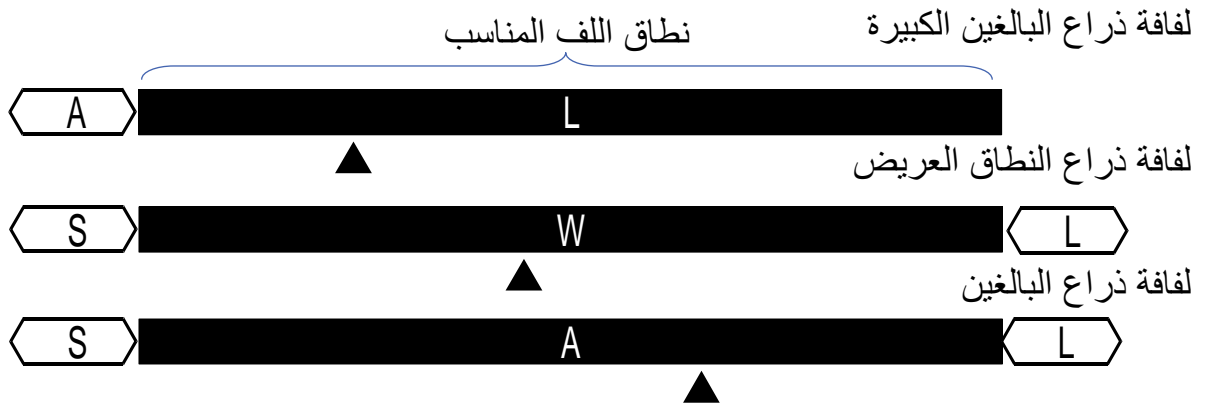 لفافة ذراع البالغين الكبيرة
نطاق اللف المناسب
A L
لفافة ذراع النطاق العريض
S W L
لفافة ذراع البالغين
S A L